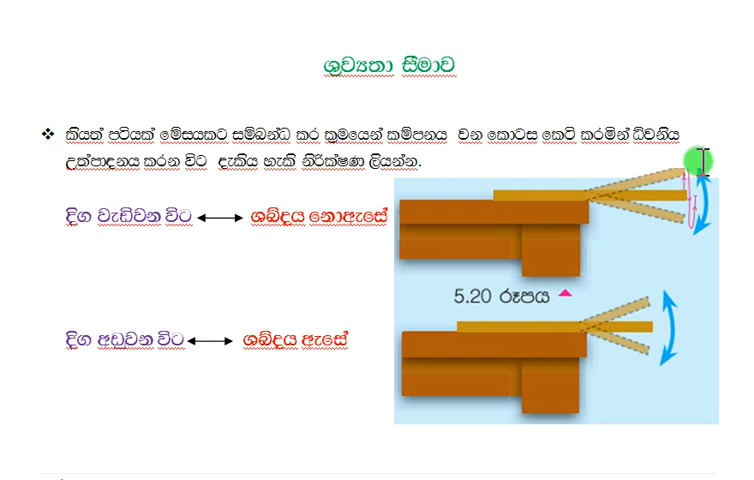 ශ්‍රව්‍යතා සීමාව
❖ කියත් පටියක් මේසයකට සම්බන්ධ කර ක්‍රමයෙන් කම්පනය වන කොටස කෙටි කරමින් ධ්වනිය
උත්පාදනය කරන විට දැකිය හැකි නිරීක්ෂණ ලියන්න.
දිග වැඩිවන විට ශබ්දය නොඇසේ
5.20 රූපය
දිග අඩුවන විට ශබ්දය ඇසේ